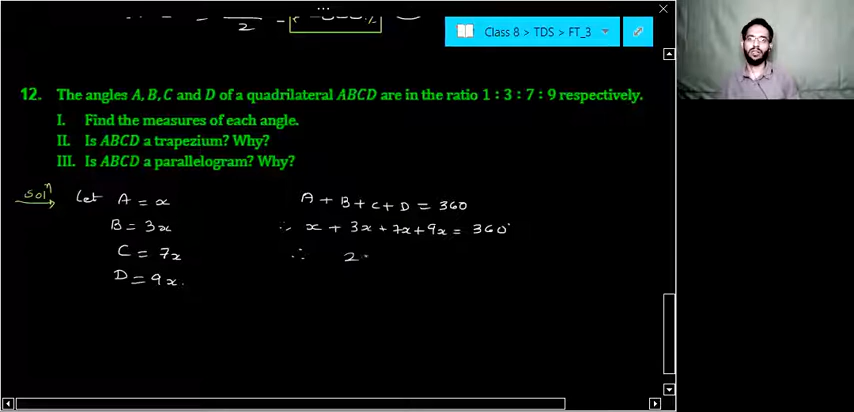 2
Class 8 > TDS > FT_3
12. The angles A, B, C and D of a quadrilateral ABCD are in the ratio 1 : 3 : 7 : 9 respectively.
I. Find the measures of each angle.
II. Is ABCD a trapezium? Why?
III. Is ABCD a parallelogram? Why?
Solⁿ Let A = x
B = 3x
C = 7x
D = 9x.
A + B + C + D = 360
∴ x + 3x + 7x + 9x = 360°
∴ 2